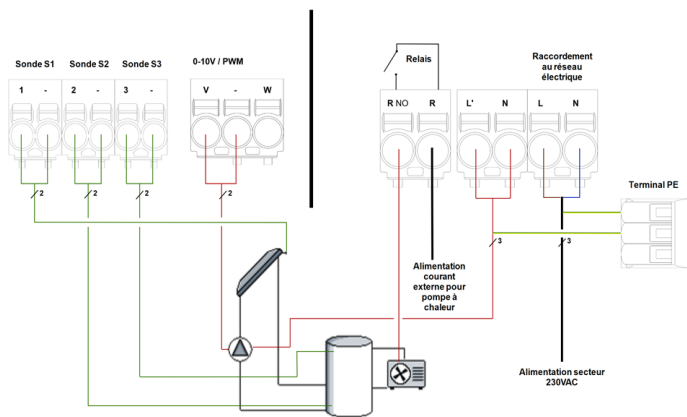 Sonde S1 Sonde S2 Sonde S3 0-10V / PWM
Relais
Raccordement
au réseau
électrique
1 - 2 - 3 - V - W
R NO R L' N L N
Terminal PE
2 2 2 2
3 3
Alimentation
courant
externe pour
pompe à
chaleur
Alimentation secteur
230VAC